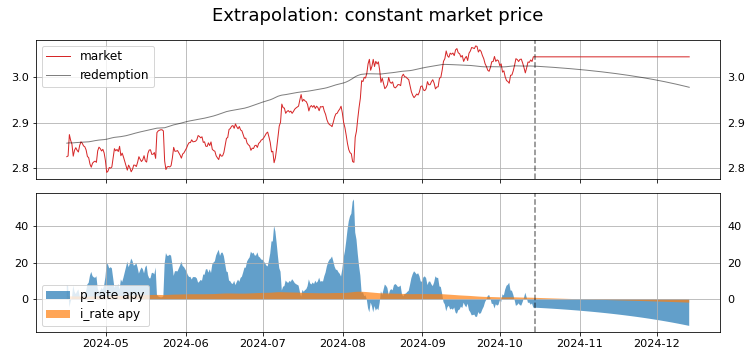 Extrapolation: constant market price
market
redemption
3.0
2.9
2.8
3.0
2.9
2.8
40
20
0
40
20
0
p_rate apy
i_rate apy
2024-05 2024-06 2024-07 2024-08 2024-09 2024-10 2024-11 2024-12